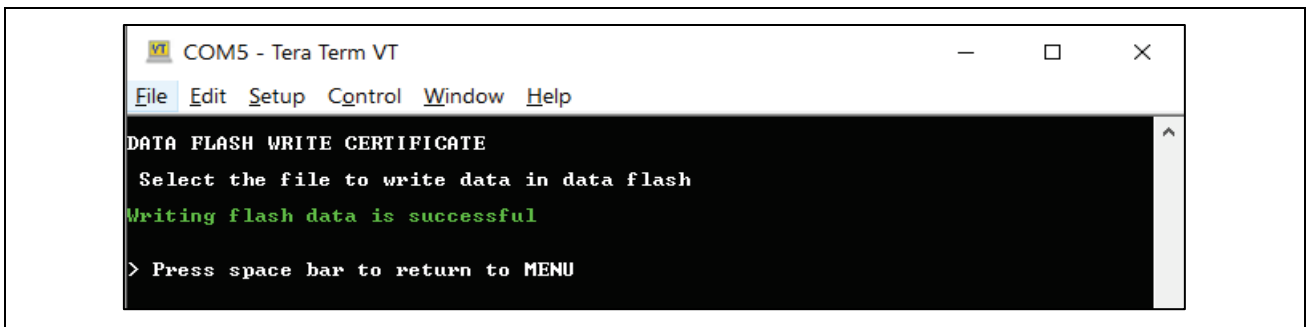 VT COM5 - Tera Term VT
File Edit Setup Control Window Help
DATA FLASH WRITE CERTIFICATE
Select the file to write data in data flash
Writing flash data is successful
> Press space bar to return to MENU